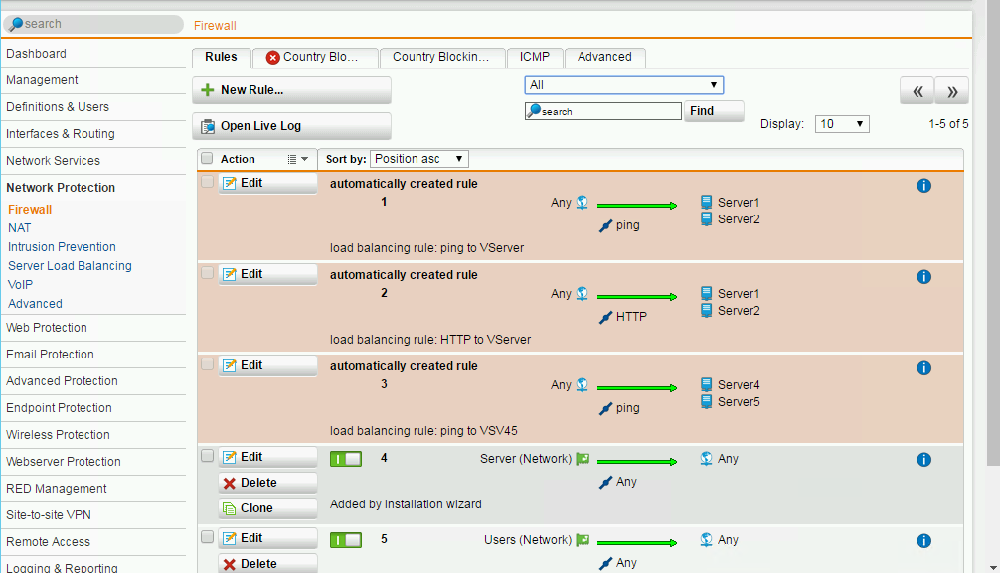 search
Firewall
Dashboard
Management
Definitions & Users
Interfaces & Routing
Network Services
Network Protection
Firewall
NAT
Intrusion Prevention
Server Load Balancing
VoIP
Advanced
Web Protection
Email Protection
Advanced Protection
Endpoint Protection
Wireless Protection
Webserver Protection
RED Management
Site-to-site VPN
Remote Access
Logging & Reporting
Rules Country Blo... Country Blockin... ICMP Advanced
New Rule...
Open Live Log
All
search Find
Display: 10 1-5 of 5
Action Sort by: Position asc
Edit automatically created rule
1 Any Server1
ping Server2
load balancing rule: ping to VServer
Edit automatically created rule
2 Any Server1
HTTP Server2
load balancing rule: HTTP to VServer
Edit automatically created rule
3 Any Server4
ping Server5
load balancing rule: ping to VSV45
Edit 4 Server (Network) Any
Delete Any
Clone Added by installation wizard
Edit 5 Users (Network) Any
Delete Any